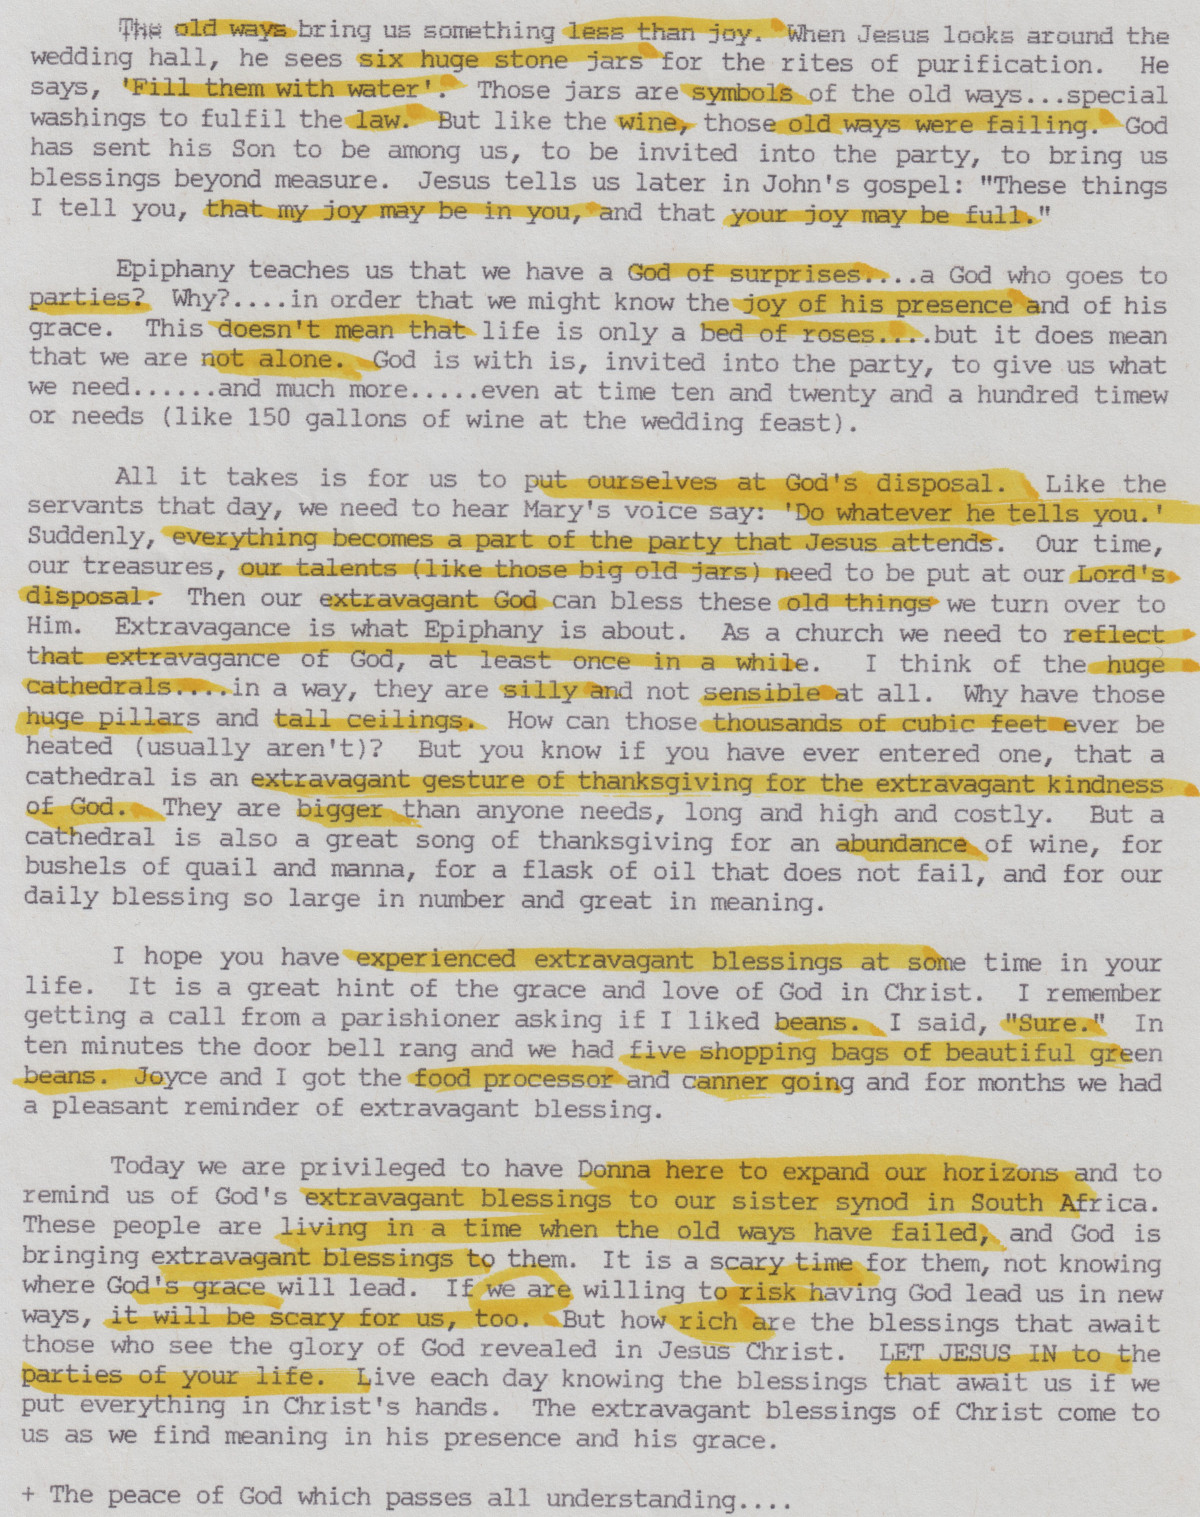 The old ways bring us something less than joy. When Jesus looks around the
wedding hall, he sees six huge stone jars for the rites of purification. He
says, 'Fill them with water'. Those jars are symbols of the old ways...special
washings to fulfil the law. But like the wine, those old ways were failing. God
has sent his Son to be among us, to be invited into the party, to bring us
blessings beyond measure. Jesus tells us later in John's gospel: "These things
I tell you, that my joy may be in you, and that your joy may be full."
Epiphany teaches us that we have a God of surprises....a God who goes to
parties? Why?....in order that we might know the joy of his presence and of his
grace. This doesn't mean that life is only a bed of roses....but it does mean
that we are not alone. God is with is, invited into the party, to give us what
we need......and much more.....even at time ten and twenty and a hundred timew
or needs (like 150 gallons of wine at the wedding feast).
All it takes is for us to put ourselves at God's disposal. Like the
servants that day, we need to hear Mary's voice say: 'Do whatever he tells you.'
Suddenly, everything becomes a part of the party that Jesus attends. Our time,
our treasures, our talents (like those big old jars) need to be put at our Lord's
disposal. Then our extravagant God can bless these old things we turn over to
Him. Extravagance is what Epiphany is about. As a church we need to reflect
that extravagance of God, at least once in a while. I think of the huge
cathedrals....in a way, they are silly and not sensible at all. Why have those
huge pillars and tall ceilings. How can those thousands of cubic feet ever be
heated (usually aren't)? But you know if you have ever entered one, that a
cathedral is an extravagant gesture of thanksgiving for the extravagant kindness
of God. They are bigger than anyone needs, long and high and costly. But a
cathedral is also a great song of thanksgiving for an abundance of wine, for
bushels of quail and manna, for a flask of oil that does not fail, and for our
daily blessing so large in number and great in meaning.
I hope you have experienced extravagant blessings at some time in your
life. It is a great hint of the grace and love of God in Christ. I remember
getting a call from a parishioner asking if I liked beans. I said, "Sure." In
ten minutes the door bell rang and we had five shopping bags of beautiful green
beans. Joyce and I got the food processor and canner going and for months we had
a pleasant reminder of extravagant blessing.
Today we are privileged to have Donna here to expand our horizons and to
remind us of God's extravagant blessings to our sister synod in South Africa.
These people are living in a time when the old ways have failed, and God is
bringing extravagant blessings to them. It is a scary time for them, not knowing
where God's grace will lead. If we are willing to risk having God lead us in new
ways, it will be scary for us, too. But how rich are the blessings that await
those who see the glory of God revealed in Jesus Christ. LET JESUS IN to the
parties of your life. Live each day knowing the blessings that await us if we
put everything in Christ's hands. The extravagant blessings of Christ come to
us as we find meaning in his presence and his grace.
+ The peace of God which passes all understanding....